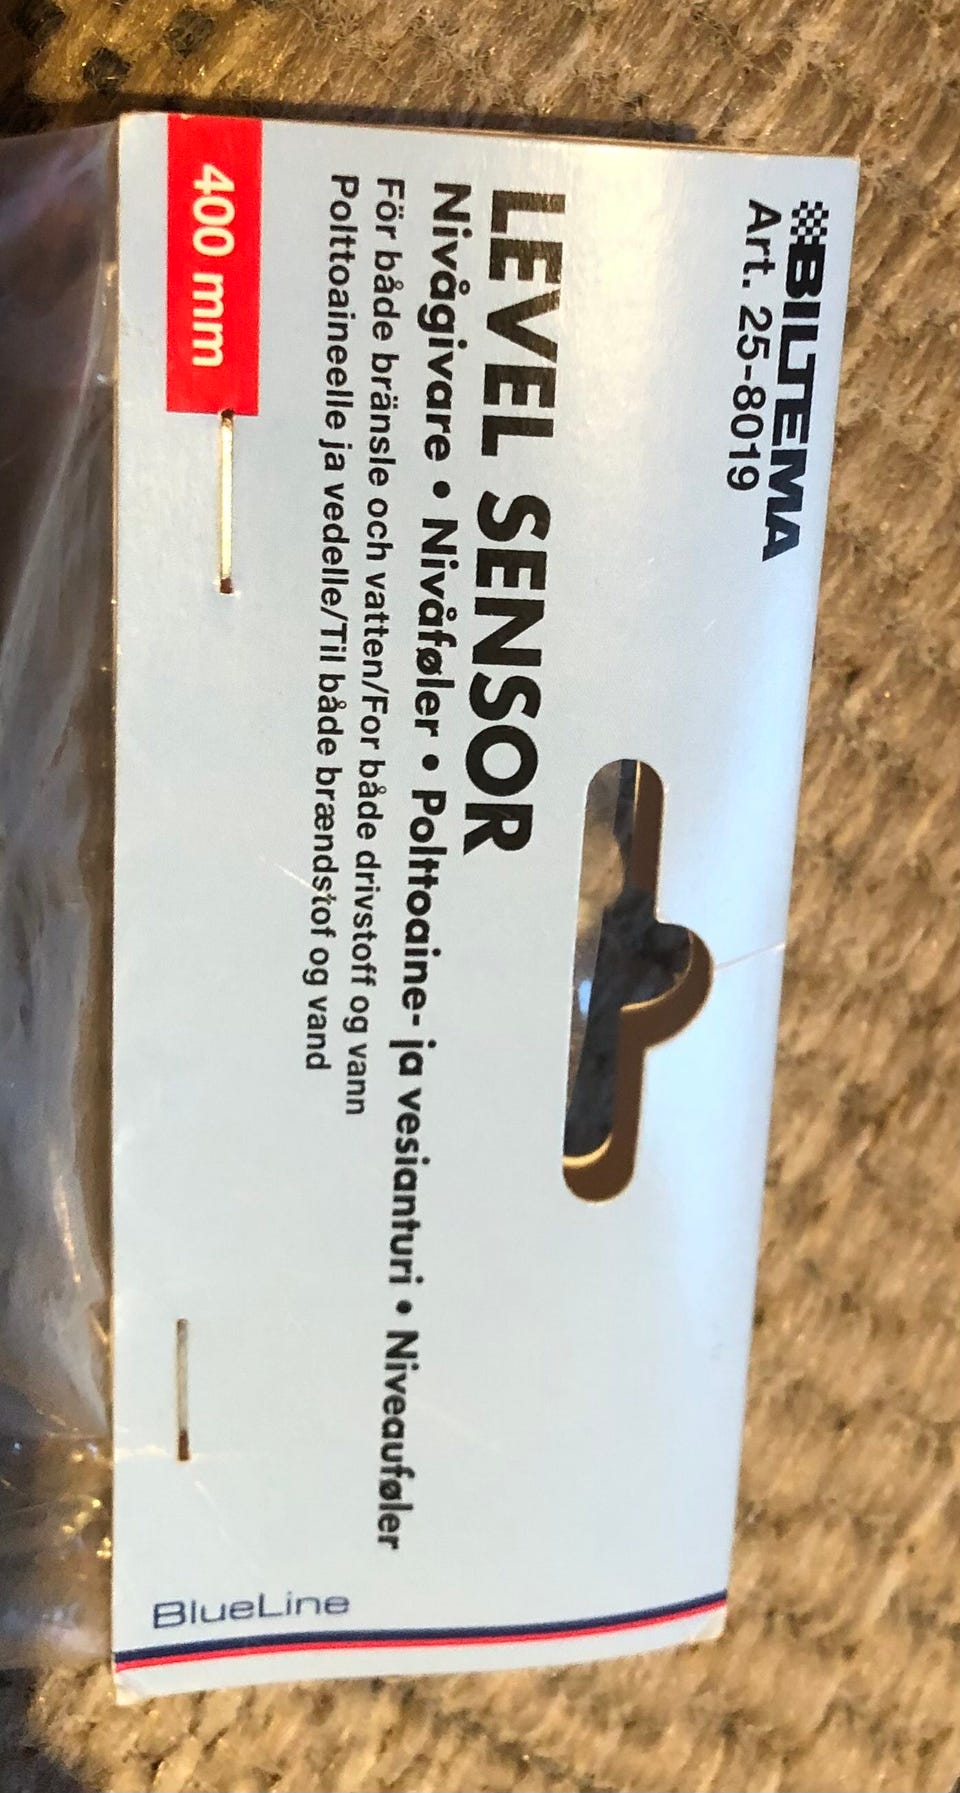 BILTEMA
Art. 25-8019
LEVEL SENSOR
Nivågivare • Nivåføler • Polttoaine- ja vesianturi • Niveauføler
För både bränsle och vatten/For både drivstoff og vann
Polttoaineelle ja vedelle/Til både brændstof og vand
400 mm
BlueLine